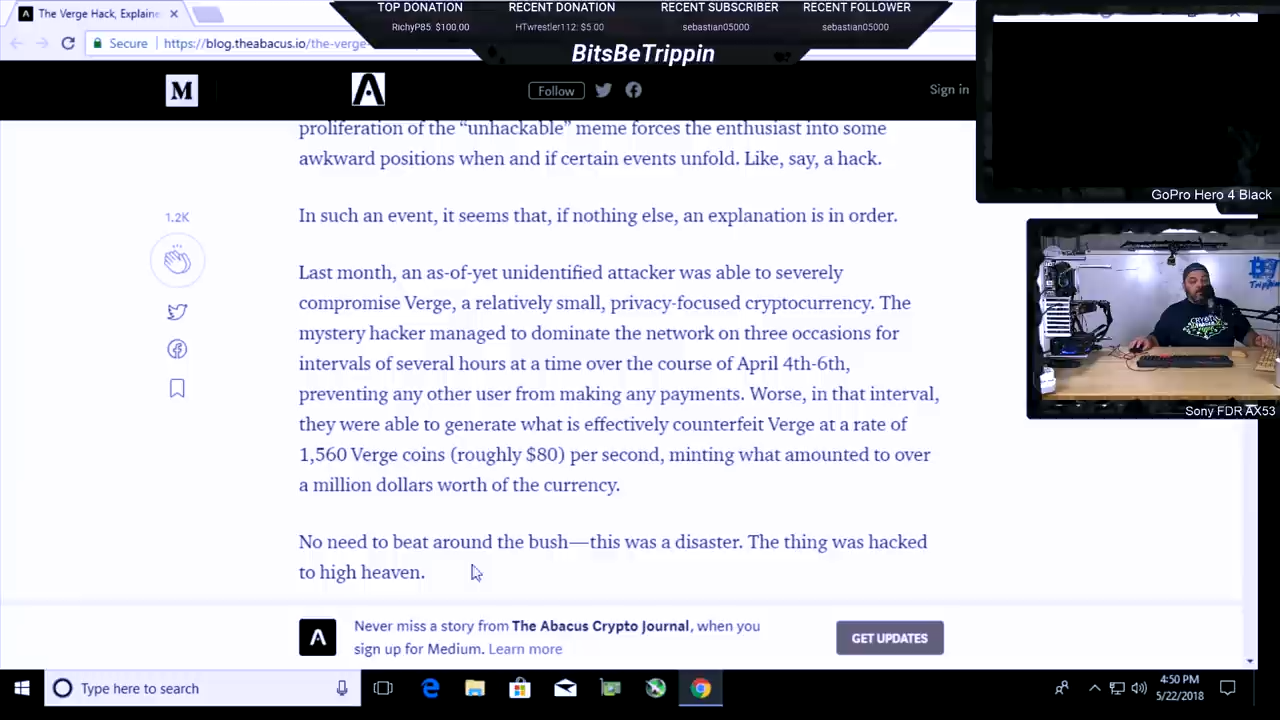 The Verge Hack, Explaine
TOP DONATION
RichyP85 $100.00
RECENT DONATION
HTwrestler112: $5.00
RECENT SUBSCRIBER
sebastian05000
RECENT FOLLOWER
sebastian05000
BitsBeTrippin
Secure
https://blog.theabacus.io/the-verge-
M
Follow
Sign in
proliferation of the “unhackable” meme forces the enthusiast into some
awkward positions when and if certain events unfold. Like, say, a hack.
In such an event, it seems that, if nothing else, an explanation is in order.
Last month, an as-of-yet unidentified attacker was able to severely
compromise Verge, a relatively small, privacy-focused cryptocurrency. The
mystery hacker managed to dominate the network on three occasions for
intervals of several hours at a time over the course of April 4th-6th,
preventing any other user from making any payments. Worse, in that interval,
they were able to generate what is effectively counterfeit Verge at a rate of
1,560 Verge coins (roughly $80) per second, minting what amounted to over
a million dollars worth of the currency.
No need to beat around the bush—this was a disaster. The thing was hacked
to high heaven.
1.2K
GoPro Hero 4 Black
Sony FDR AX53
Never miss a story from The Abacus Crypto Journal, when you
sign up for Medium. Learn more
GET UPDATES
Type here to search
4:50 PM
5/22/2018